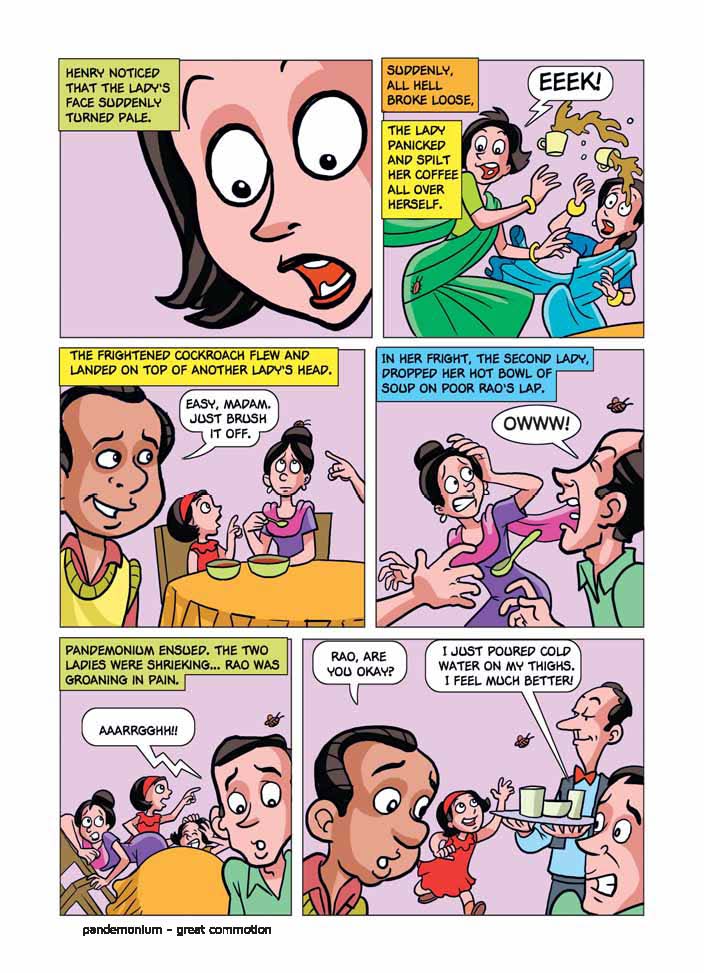 HENRY NOTICED
THAT THE LADY'S
FACE SUDDENLY
TURNED PALE.
SUDDENLY,
ALL HELL
BROKE LOOSE,
EEEK!
THE LADY
PANICKED
AND SPILT
HER COFFEE
ALL OVER
HERSELF.
THE FRIGHTENED COCKROACH FLEW AND
LANDED ON TOP OF ANOTHER LADY'S HEAD.
EASY, MADAM.
JUST BRUSH
IT OFF.
IN HER FRIGHT, THE SECOND LADY,
DROPPED HER HOT BOWL OF
SOUP ON POOR RAO'S LAP.
OWWW!
PANDEMONIUM ENSUED. THE TWO
LADIES WERE SHRIEKING... RAO WAS
GROANING IN PAIN.
AAARRGGHH!!
RAO, ARE
YOU OKAY?
I JUST POURED COLD
WATER ON MY THIGHS.
I FEEL MUCH BETTER!
pandemonium - great commotion